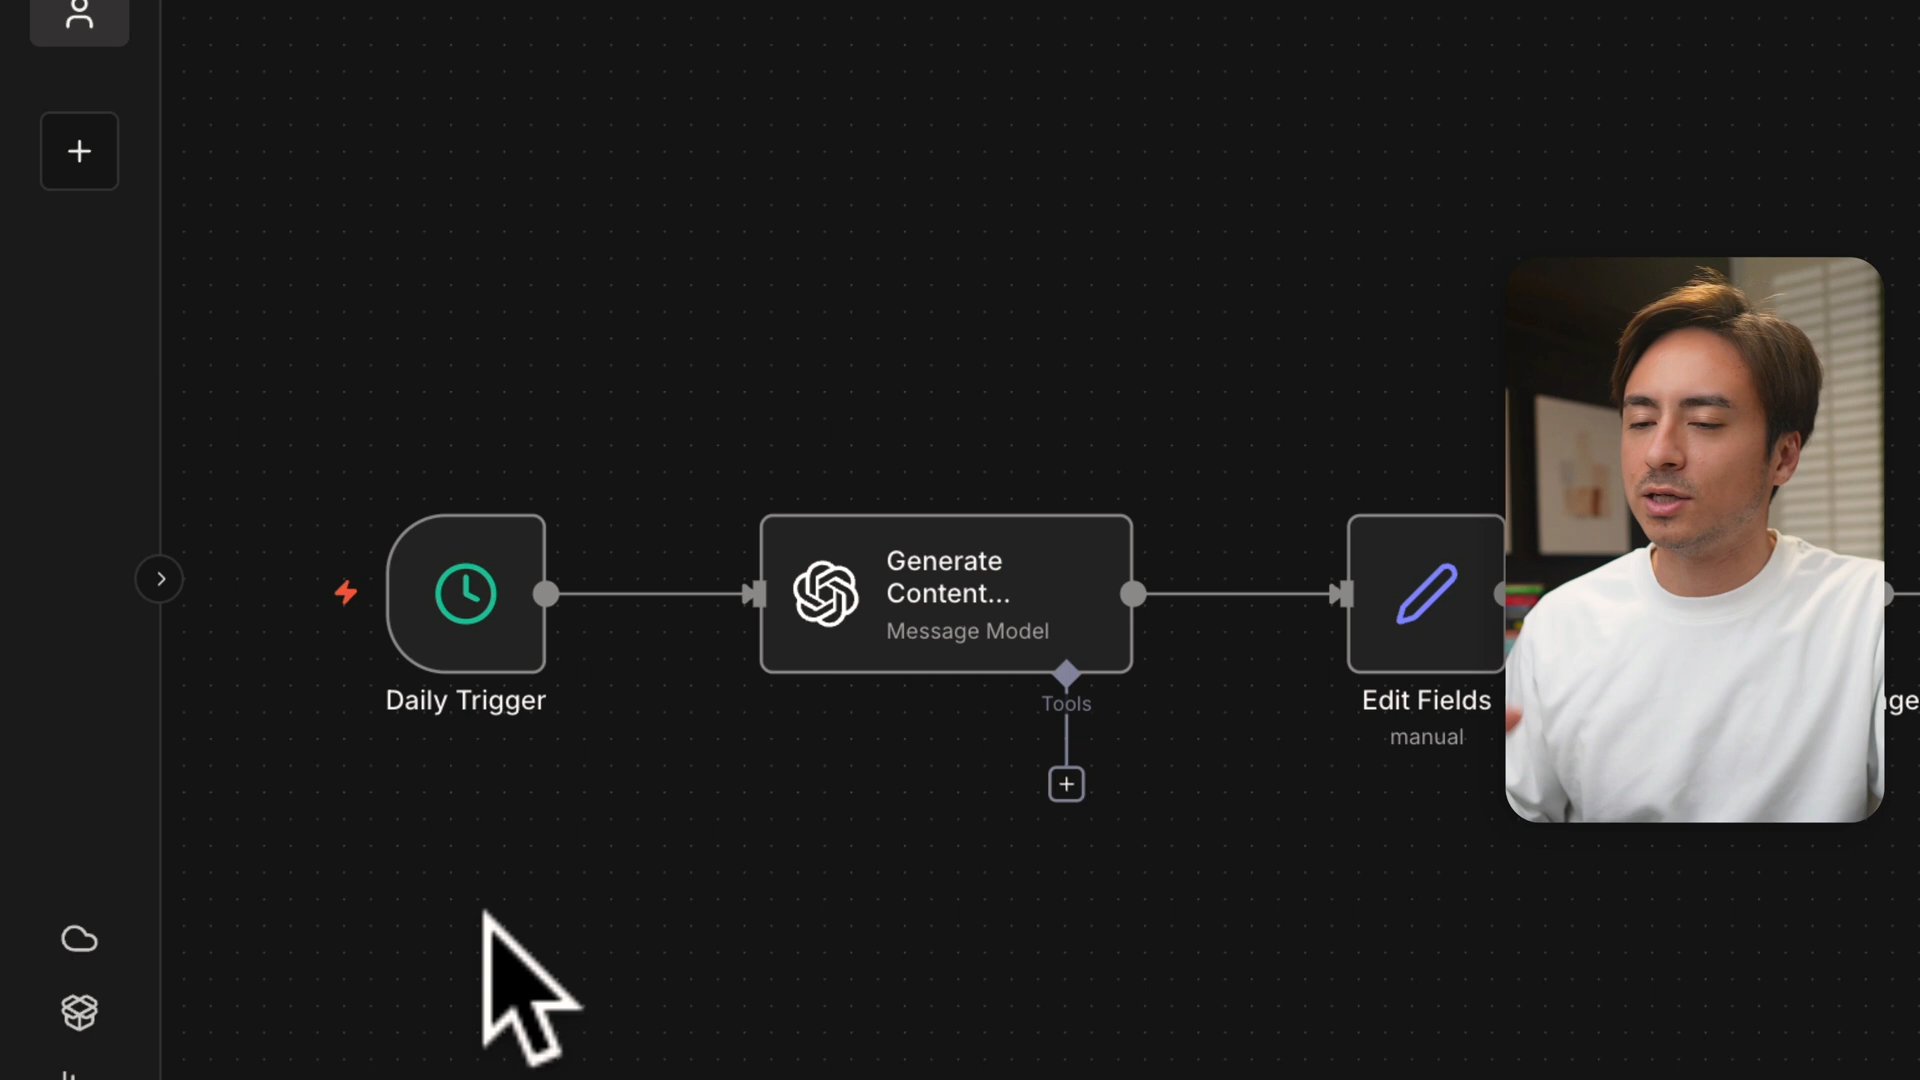 Generate
Content...
Message Model
Daily Trigger
Tools
Edit Fields
manual